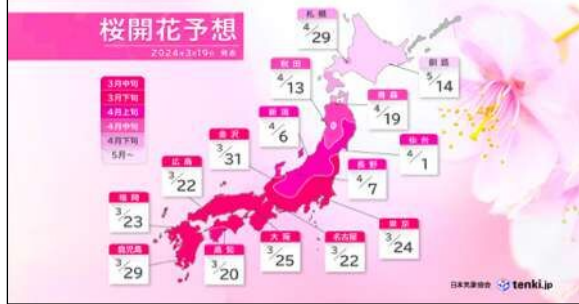 桜開花予想
2024年3月19日 発表
3月中旬
3月下旬
4月上旬
4月中旬
4月下旬
5月～
札幌
4/29
釧路
5/14
秋田
4/13
青森
4/19
新潟
4/6
仙台
4/1
金沢
3/31
長野
4/7
広島
3/22
福岡
3/23
東京
3/24
鹿児島
3/29
高知
3/20
大阪
3/25
名古屋
3/22
日本気象協会 tenki.jp